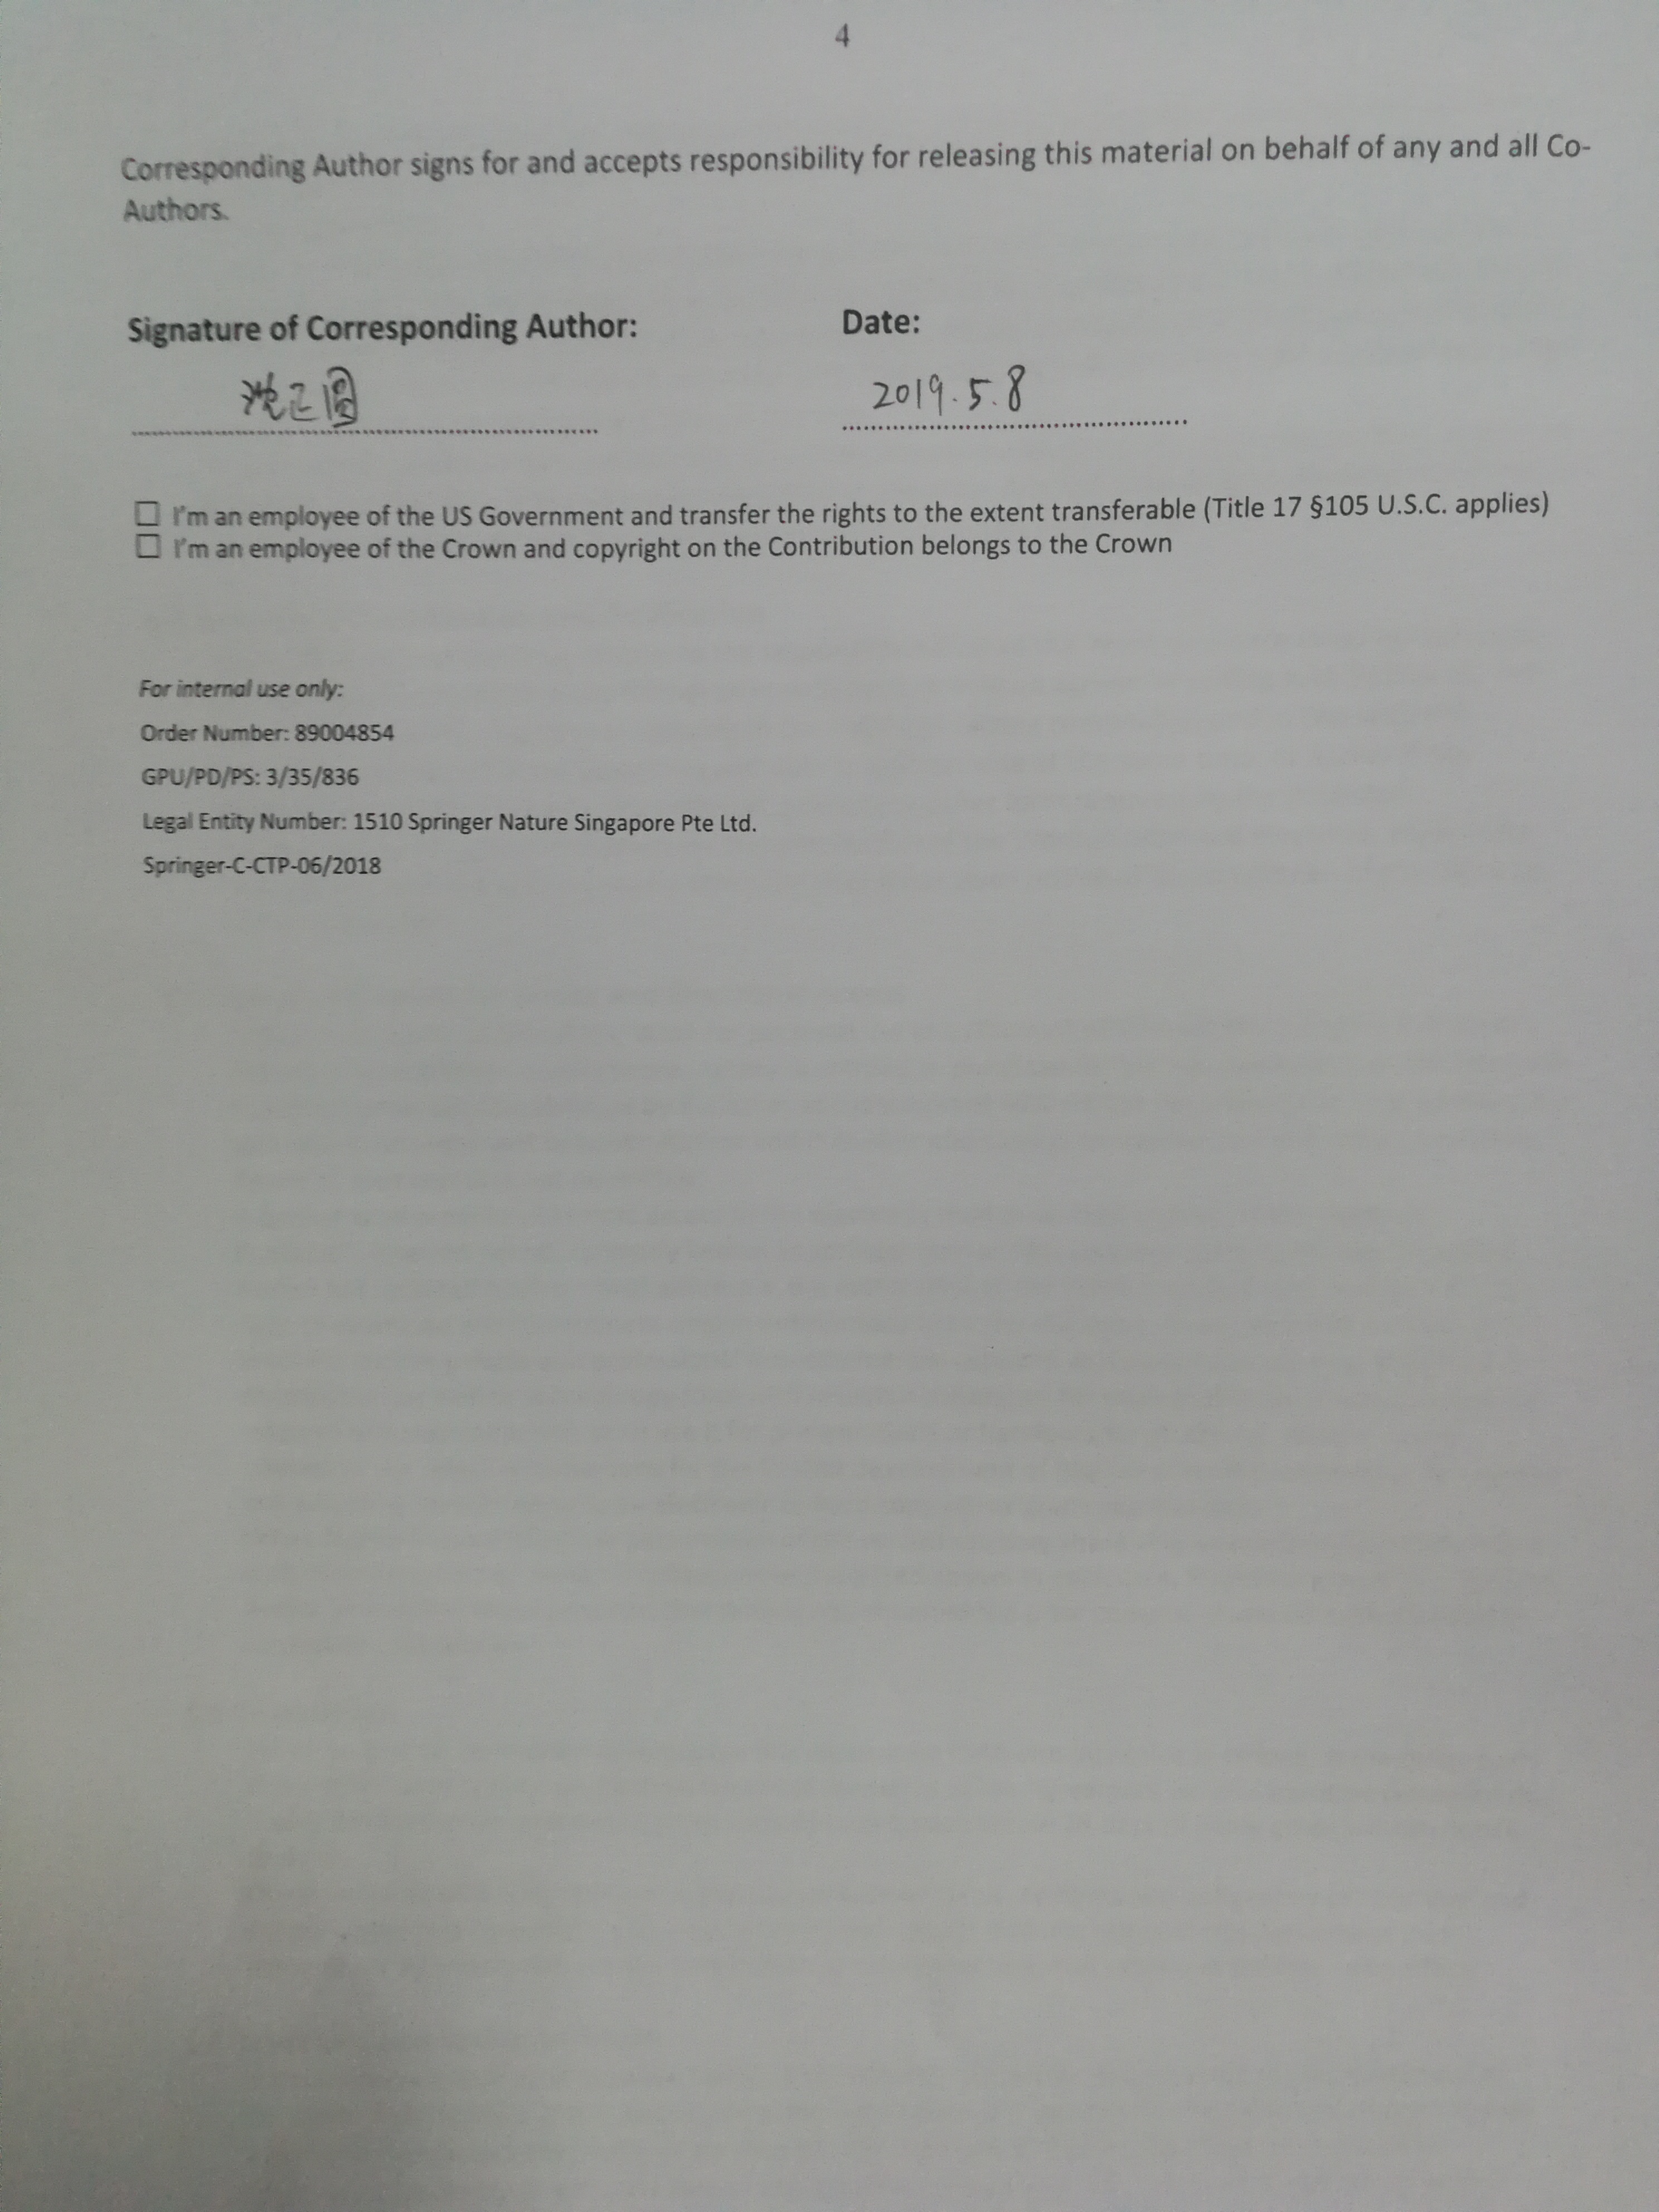 4
Corresponding Author signs for and accepts responsibility for releasing this material on behalf of any and all Co-
Authors.
Signature of Corresponding Author:
Date:
2019.5.8
☐ I'm an employee of the US Government and transfer the rights to the extent transferable (Title 17 §105 U.S.C. applies)
☐ I'm an employee of the Crown and copyright on the Contribution belongs to the Crown
For internal use only:
Order Number: 89004854
GPU/PD/PS: 3/35/836
Legal Entity Number: 1510 Springer Nature Singapore Pte Ltd.
Springer-C-CTP-06/2018